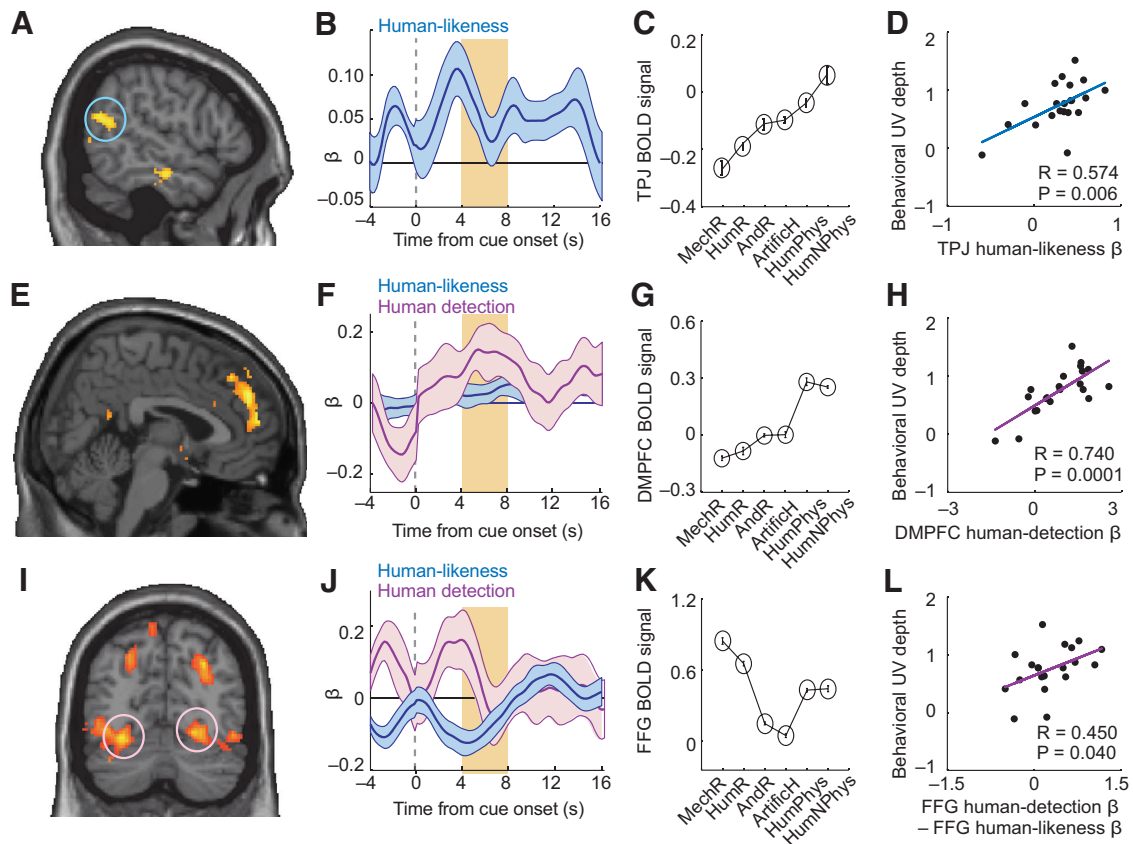 A
B
Human-likeness
0.10
0.05
0
–0.05
β
–4
0
4
8
12
16
Time from cue onset (s)
C
0.2
0
–0.2
–0.4
TPJ BOLD signal
MechR
HumR
AndR
ArtificH
HumPhys
HumNPhys
D
2
1
0
–1
Behavioral UV depth
R = 0.574
P = 0.006
–1
0
1
TPJ human-likeness β
E
F
Human-likeness
Human detection
0.2
0
–0.2
β
–4
0
4
8
12
16
Time from cue onset (s)
G
0.6
0.3
0
–0.3
DMPFC BOLD signal
MechR
HumR
AndR
ArtificH
HumPhys
HumNPhys
H
2
1
0
–1
Behavioral UV depth
R = 0.740
P = 0.0001
–3
0
3
DMPFC human-detection β
I
J
Human-likeness
Human detection
0.2
0
–0.2
β
–4
0
4
8
12
16
Time from cue onset (s)
K
1.2
0.6
0
FFG BOLD signal
MechR
HumR
AndR
ArtificH
HumPhys
HumNPhys
L
2
1
0
–1
Behavioral UV depth
R = 0.450
P = 0.040
–1.5
0
1.5
FFG human-detection β
– FFG human-likeness β